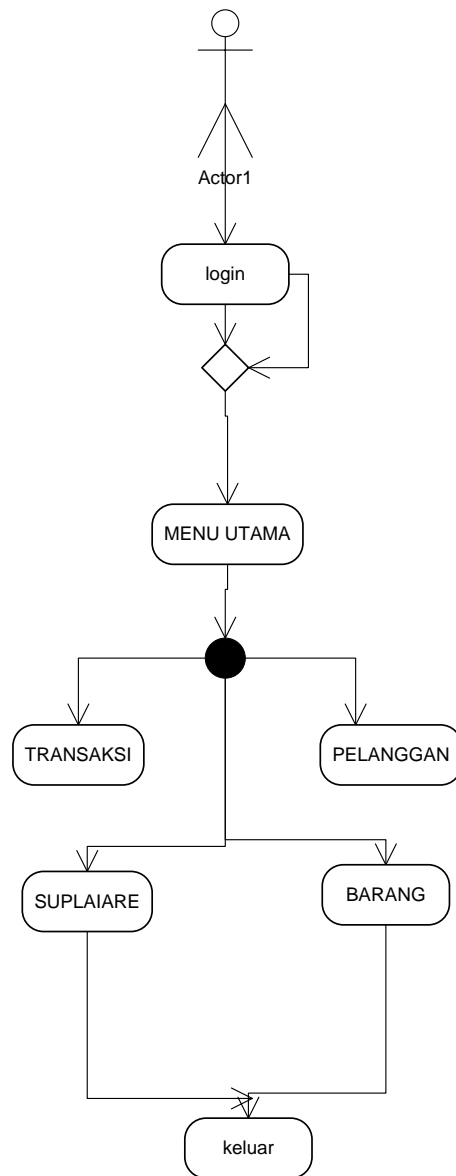 Actor1
login
MENU UTAMA
TRANSAKSI
PELANGGAN
SUPLAIARE
BARANG
keluar